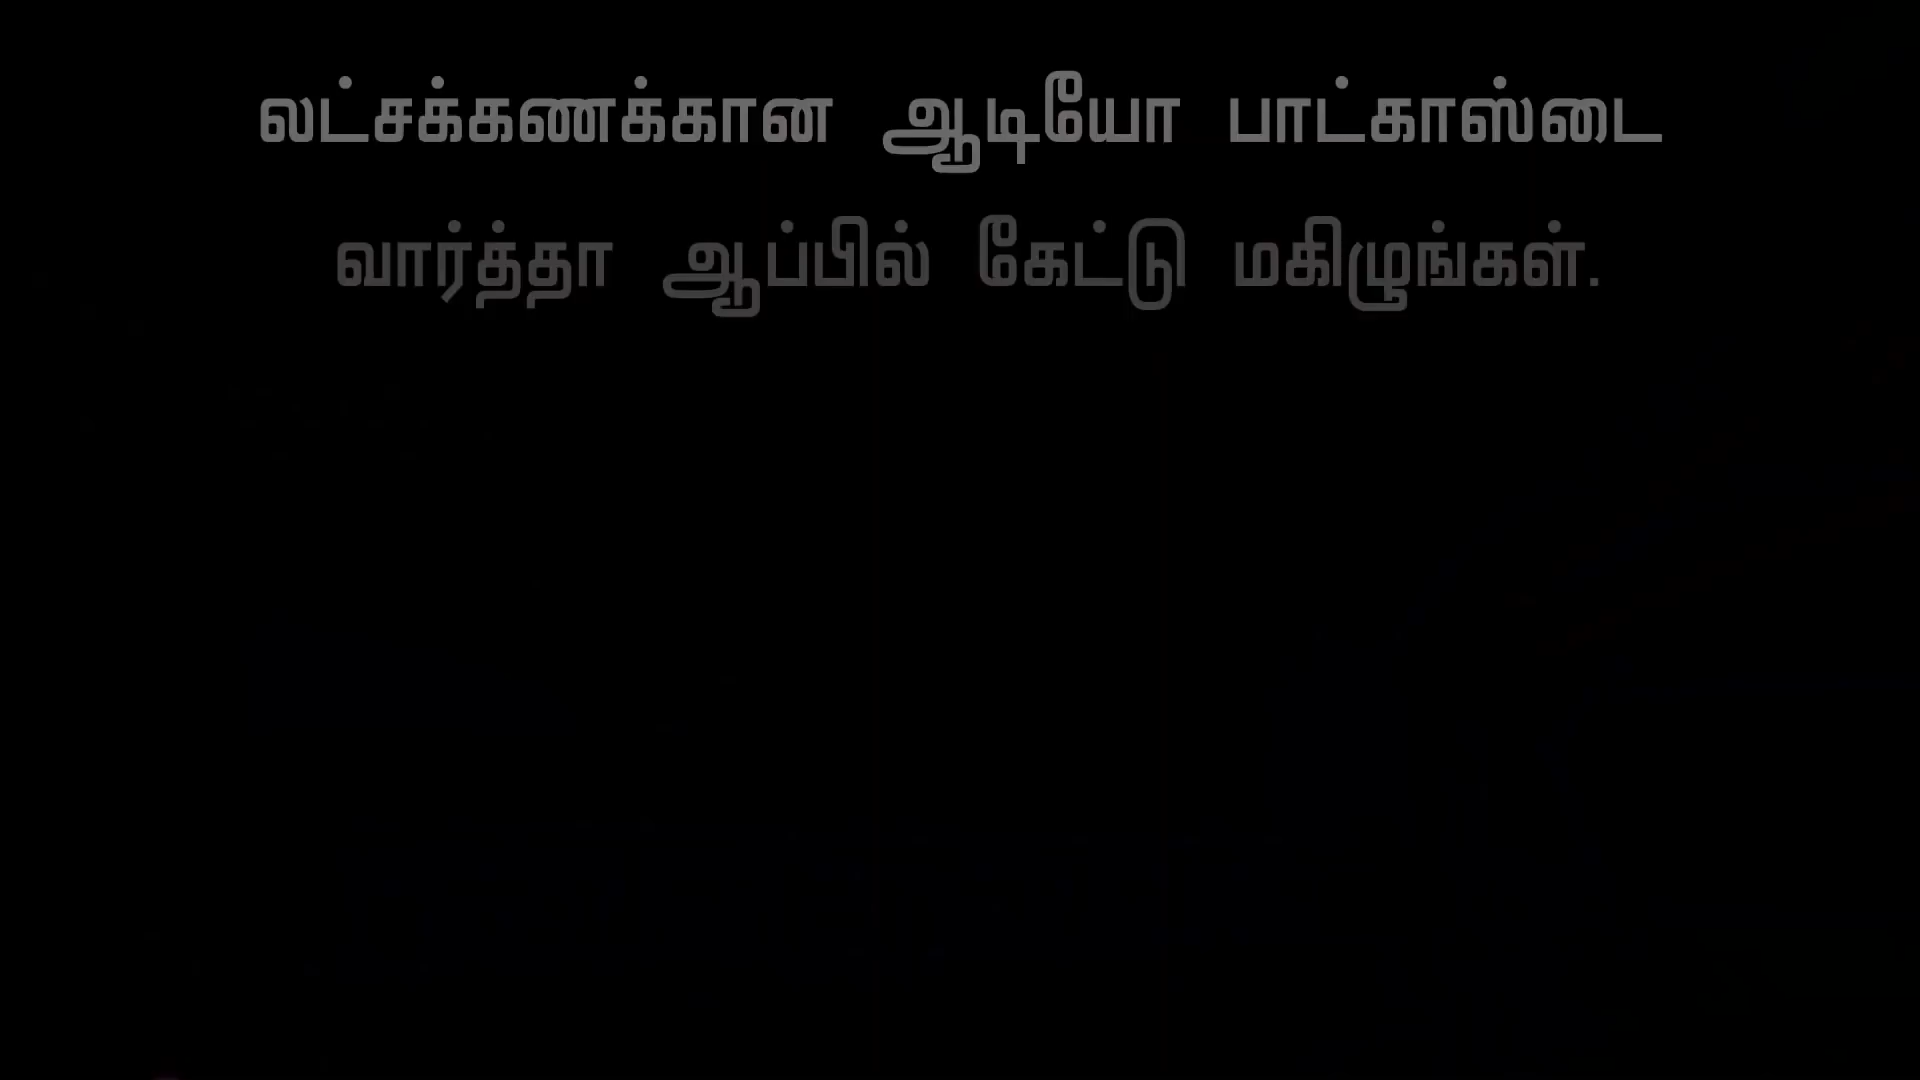 லட்சக்கணக்கான ஆடியோ பாட்காஸ்டை
வார்த்தா ஆப்பில் கேட்டு மகிழுங்கள்.